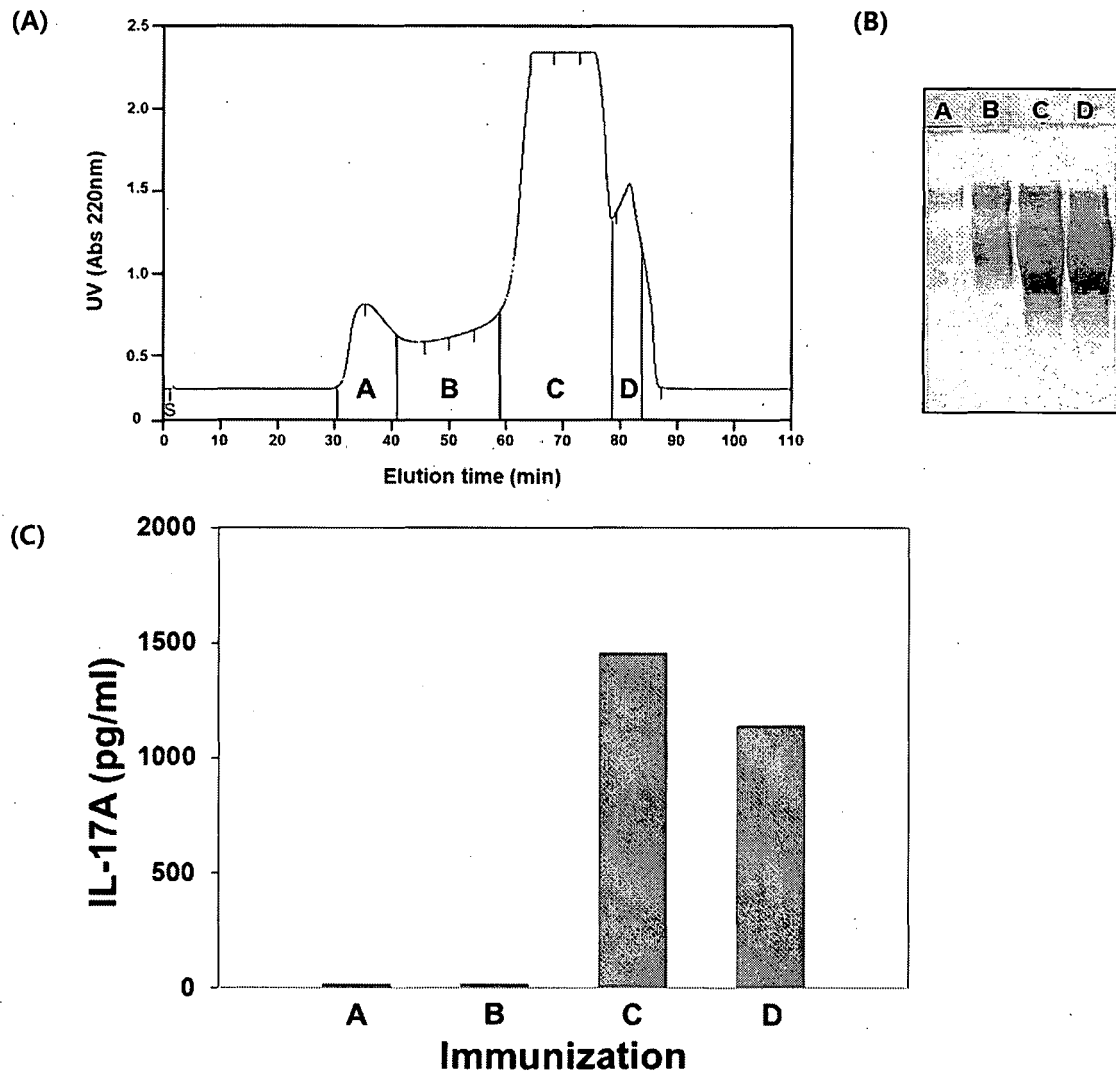 (A)
2.5
2.0
1.5
1.0
0.5
0
UV (Abs 220nm)
S
A B C D
0 10 20 30 40 50 60 70 80 90 100 110
Elution time (min)
(B)
A B C D
(C)
2000
1500
1000
500
0
IL-17A (pg/ml)
A B C D
Immunization